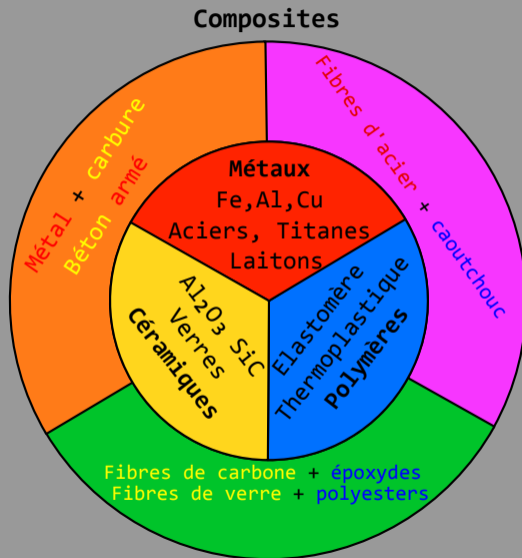 Composites
Métal + carbure
Béton armé
Fibres d'acier + caoutchouc
Métaux
Fe,Al,Cu
Aciers, Titanes
Laitons
Al₂O₃ SiC
Verres
Céramiques
Elastomère
Thermoplastique
Polymères
Fibres de carbone + époxydes
Fibres de verre + polyesters